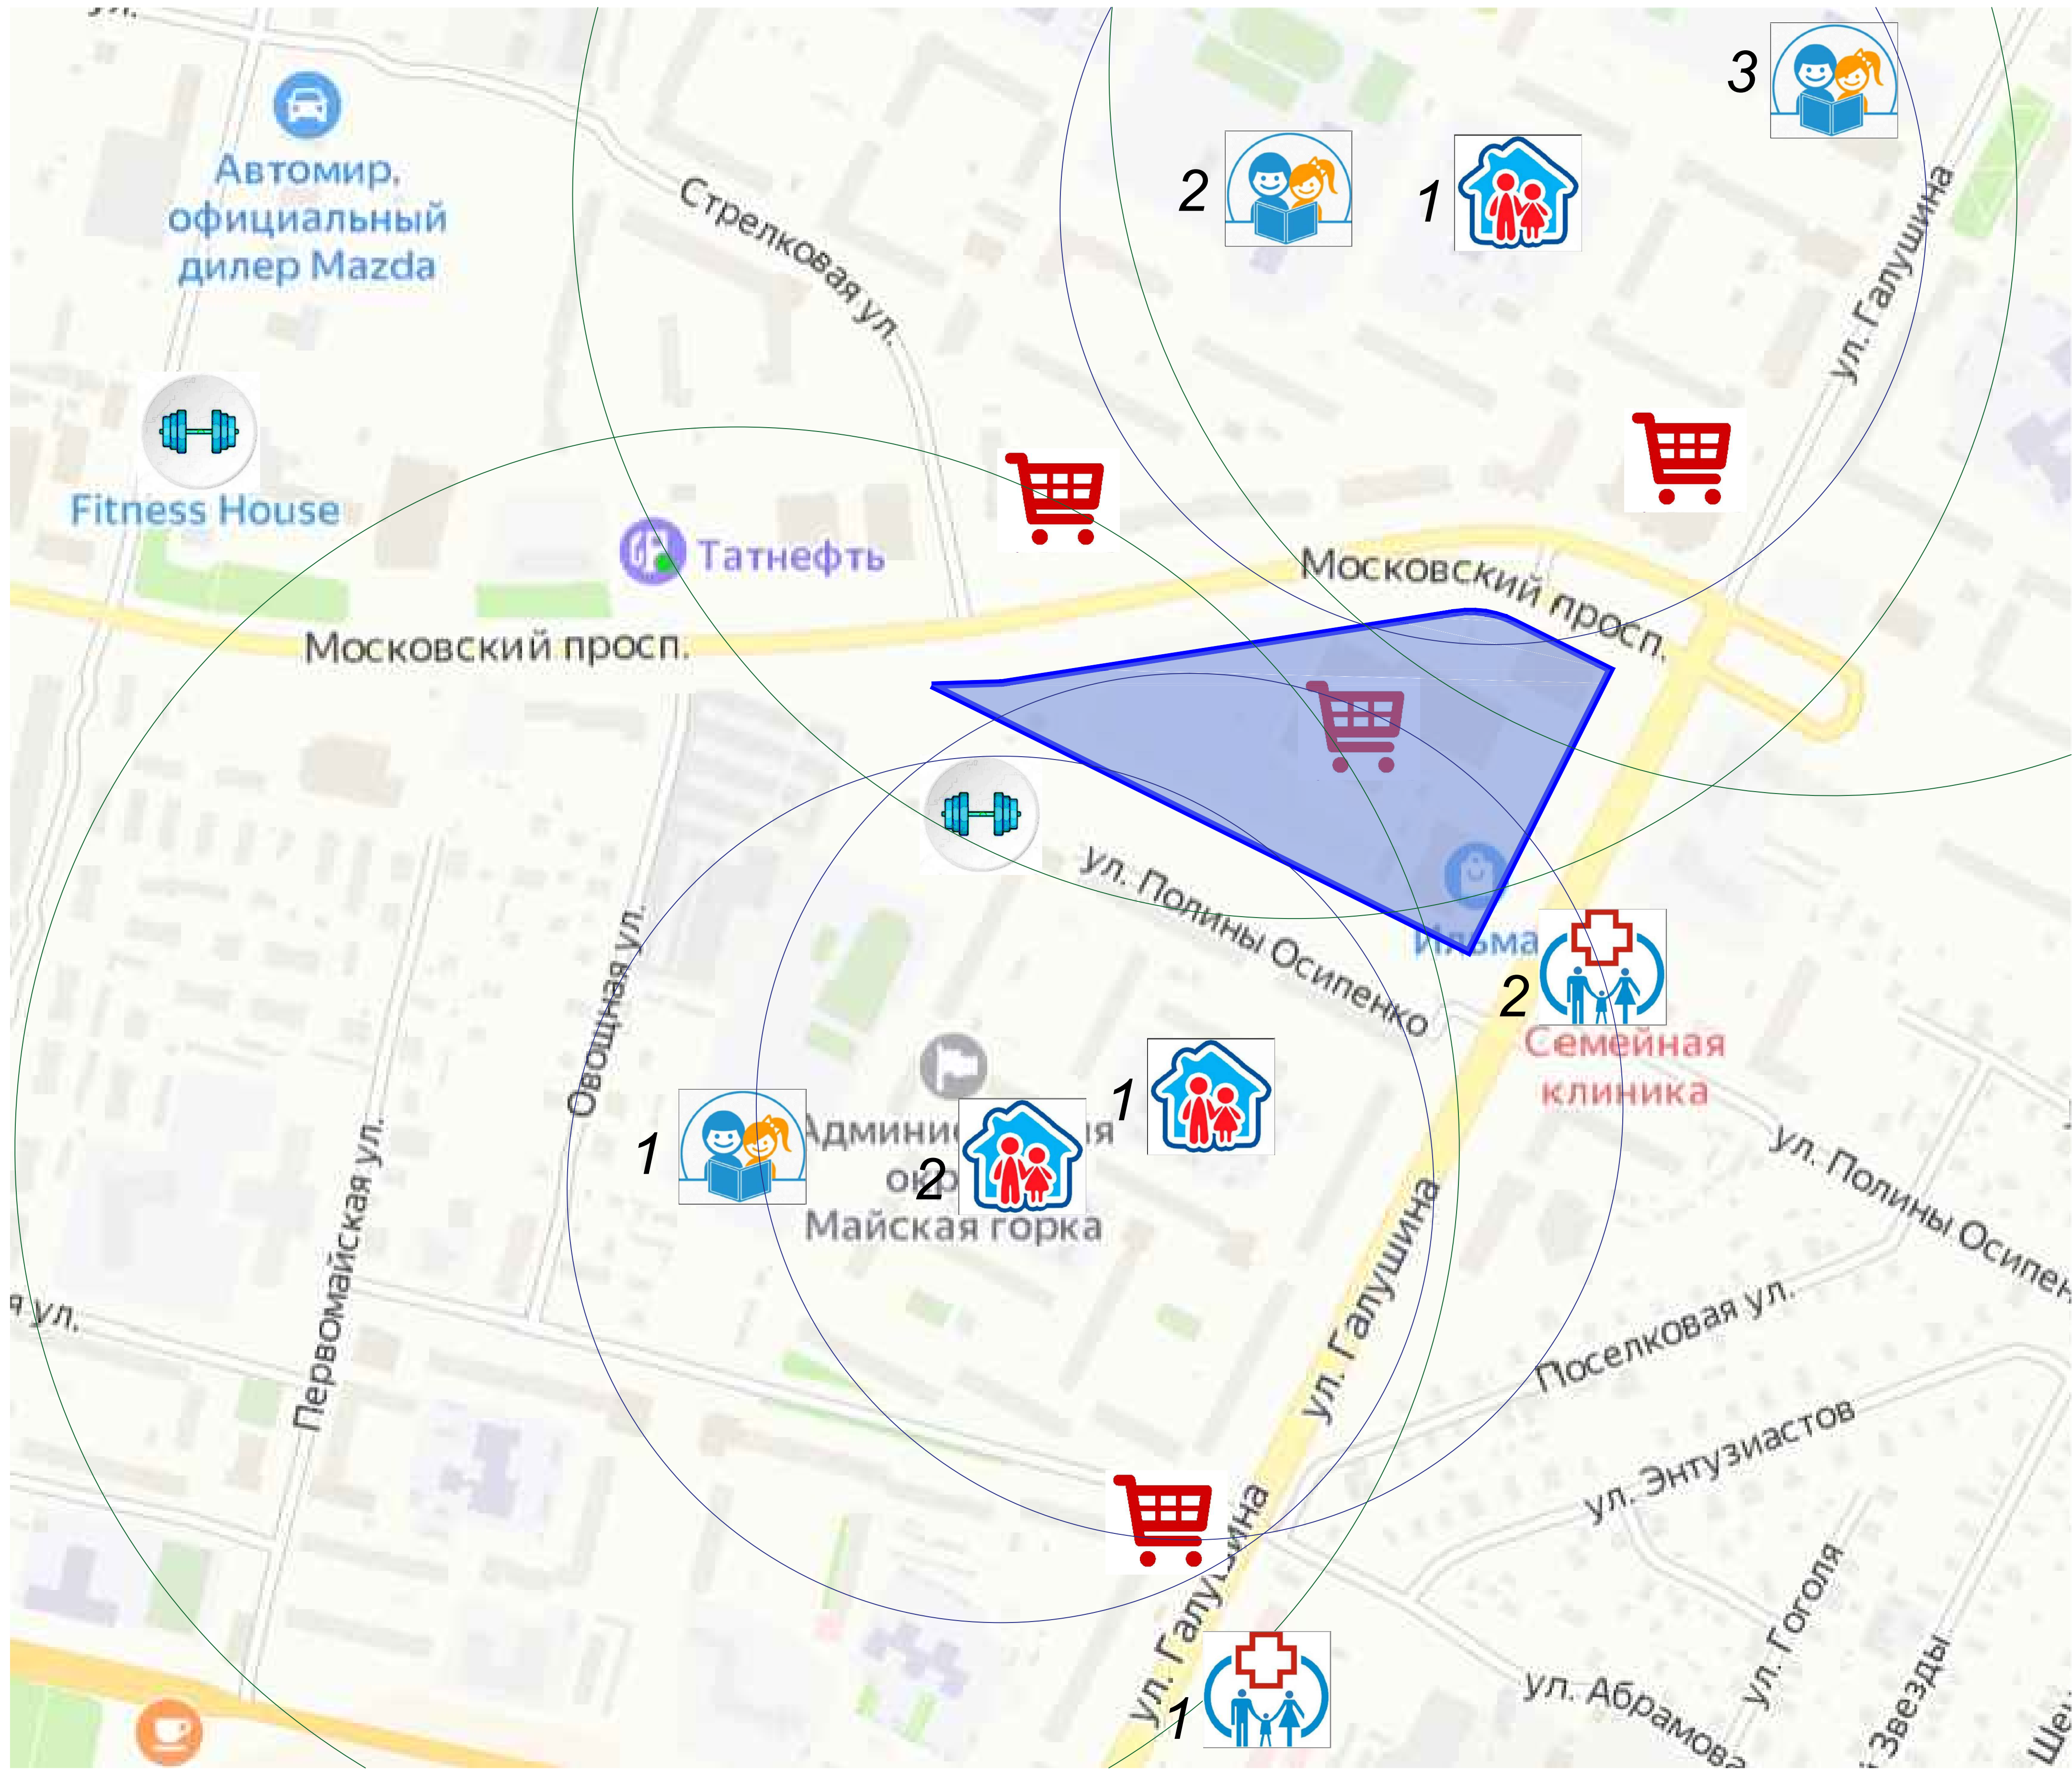 ул.
3
Автомир,
официальный
дилер Mazda
2
1
Стрелковая ул.
ул. Галушина
Fitness House
Татнефть
Московский просп.
Московский просп.
ул. Полины Осипенко
Ильма
2
Семейная
клиника
Овощная ул.
1
1
2
Майская горка
ул. Полины Осипен
Первомайская ул.
я ул.
ул. Галушина
Поселковая ул.
ул. Энтузиастов
ул. Галушина
1
ул. Абрамова
ул. Гоголя
Звезды